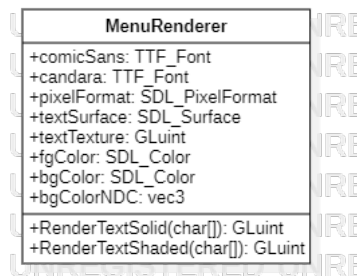 MenuRenderer
+comicSans: TTF_Font
+candara: TTF_Font
+pixelFormat: SDL_PixelFormat
+textSurface: SDL_Surface
+textTexture: GLuint
+fgColor: SDL_Color
+bgColor: SDL_Color
+bgColorNDC: vec3
+RenderTextSolid(char[]): GLuint
+RenderTextShaded(char[]): GLuint